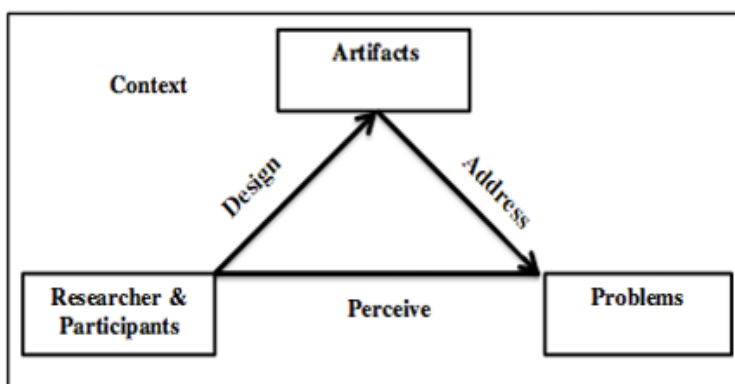 Artifacts
Context
Design
Address
Researcher &
Participants
Perceive
Problems